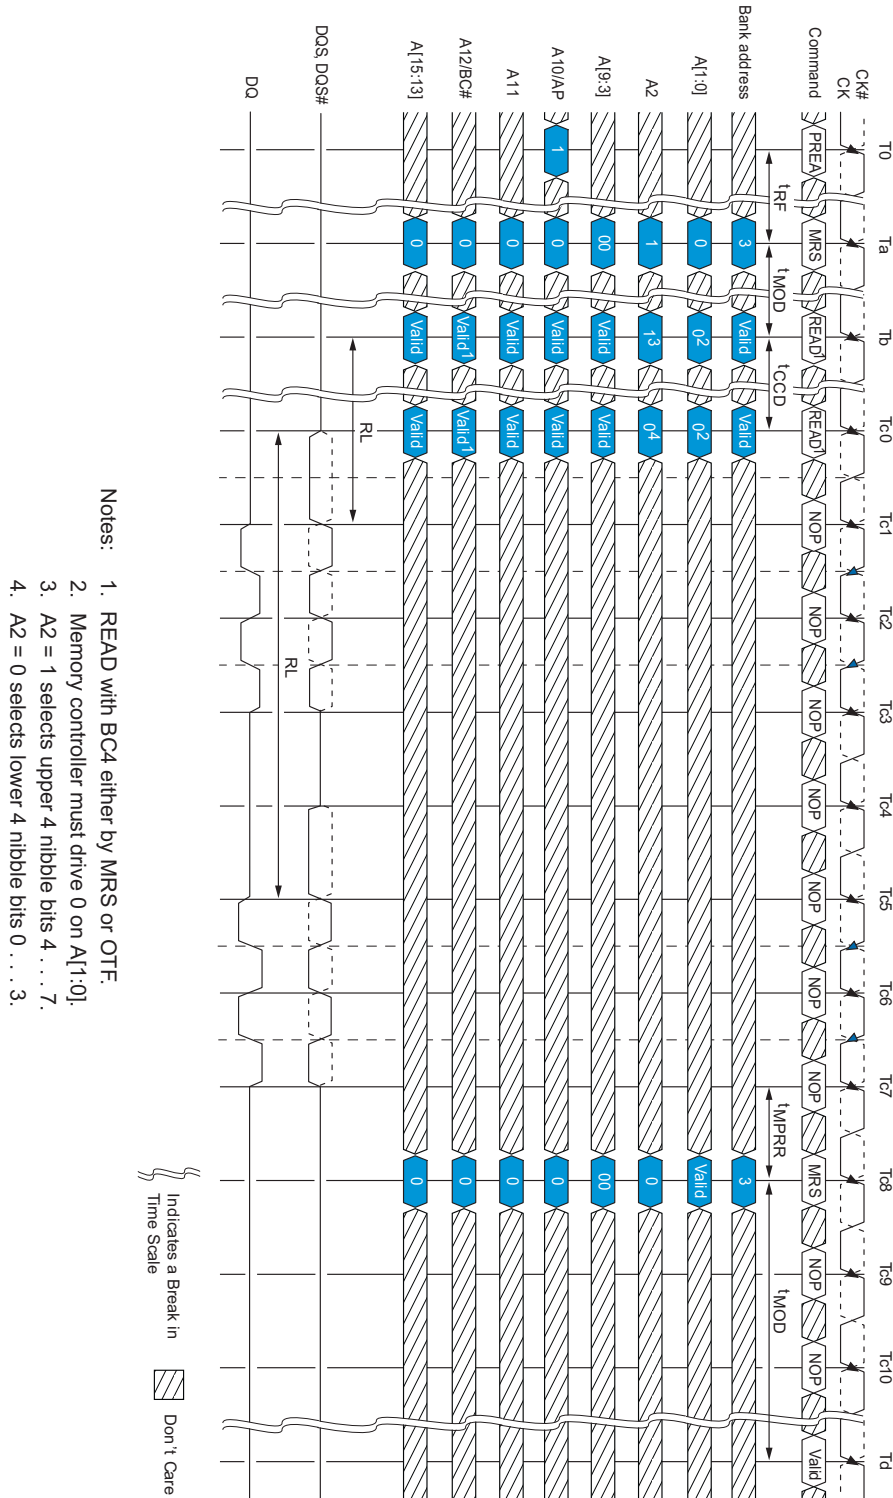 T0 Ta Tb Tc0 Tc1 Tc2 Tc3 Tc4 Tc5 Tc6 Tc7 Tc8 Tc9 Tc10 Td
CK#
CK
Command PREA MRS READ1 READ1 NOP NOP NOP NOP NOP NOP NOP MRS NOP NOP Valid
tRF tMOD tCCD tMPRR tMOD
Bank address 3 Valid Valid 3
A[1:0] 0 02 02 Valid
A2 1 13 04 0
A[9:3] 00 Valid Valid 00
A10/AP 1 0 Valid Valid 0
A11 0 Valid Valid 0
A12/BC# 0 Valid1 Valid1 0
A[15:13] 0 Valid Valid 0
RL
DQS, DQS#
RL
DQ
Indicates a Break in
Time Scale
Don't Care
Notes: 1. READ with BC4 either by MRS or OTF.
2. Memory controller must drive 0 on A[1:0].
3. A2 = 1 selects upper 4 nibble bits 4 . . . 7.
4. A2 = 0 selects lower 4 nibble bits 0 . . . 3.